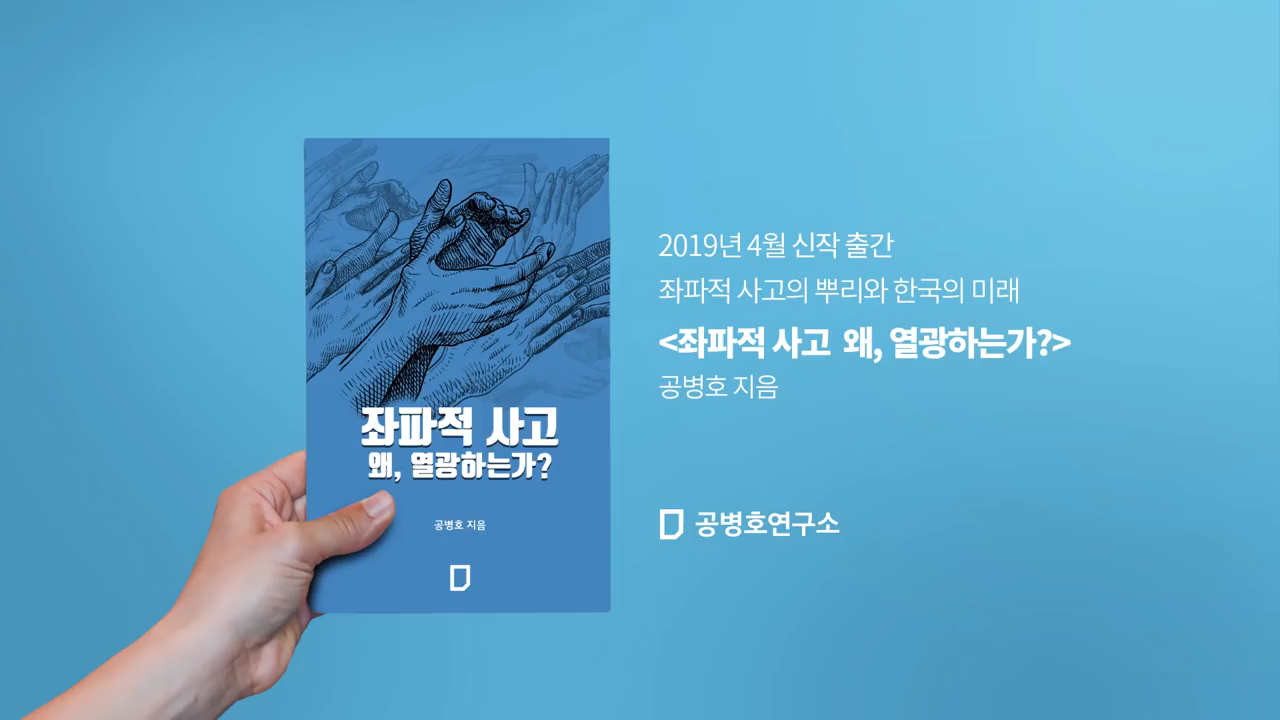 좌파적 사고
왜, 열광하는가?
공병호 지음
2019년 4월 신작 출간
좌파적 사고의 뿌리와 한국의 미래
<좌파적 사고 왜, 열광하는가?>
공병호 지음
공병호연구소